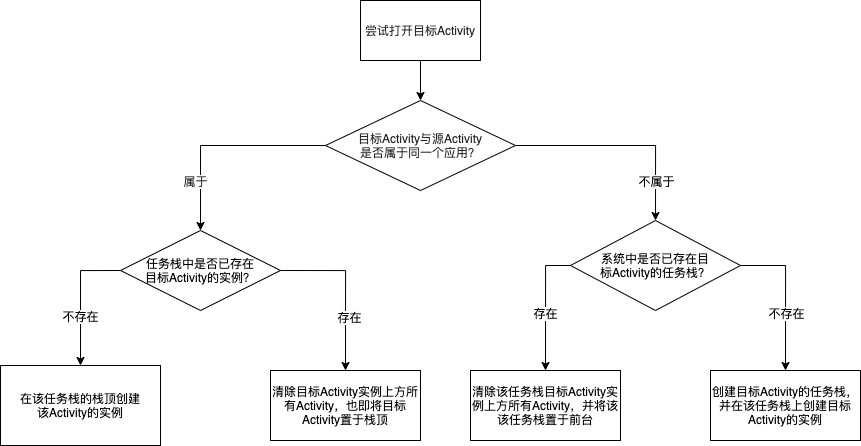 尝试打开目标Activity
目标Activity与源Activity
是否属于同一个应用?
属于
不属于
任务栈中是否已存在
目标Activity的实例?
系统中是否已存在目
标Activity的任务栈?
不存在
存在
存在
不存在
在该任务栈的栈顶创建
该Activity的实例
清除目标Activity实例上方所
有Activity，也即将目标
Activity置于栈顶
清除该任务栈目标Activity实
例上方所有Activity，并将该
该任务栈置于前台
创建目标Activity的任务栈，
并在该任务栈上创建目标
Activity的实例